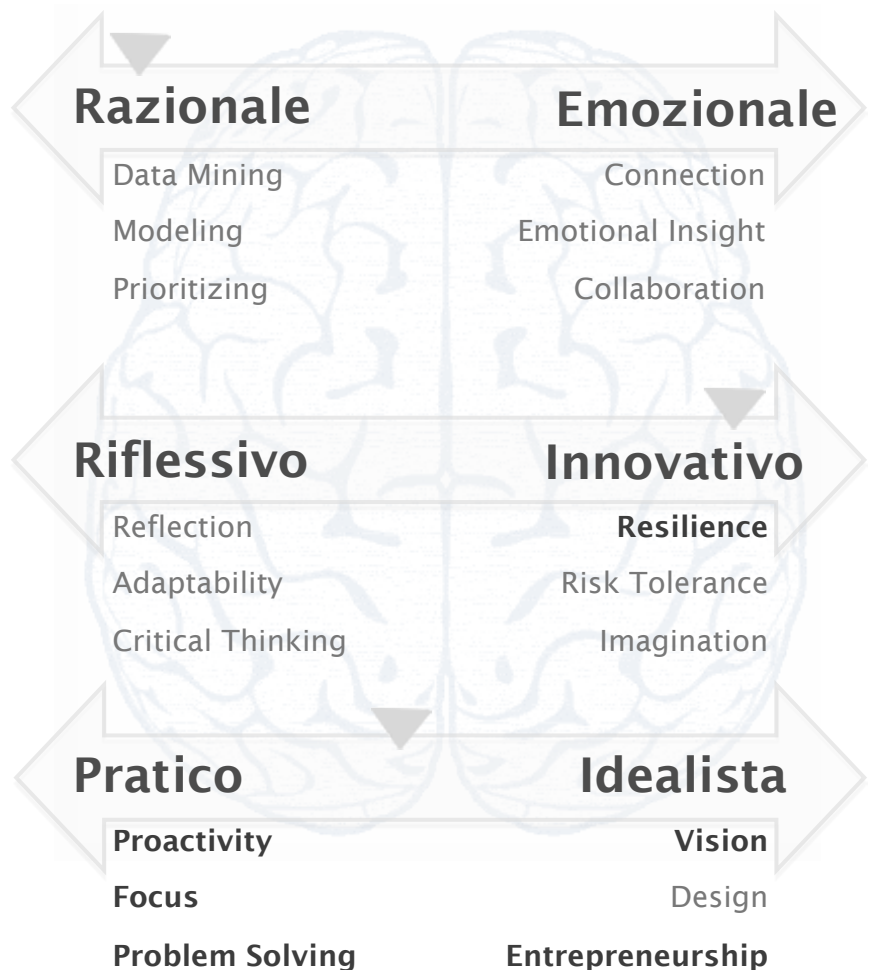 Razionale Emozionale
Data Mining Connection
Modeling Emotional Insight
Prioritizing Collaboration
Riflessivo Innovativo
Reflection Resilience
Adaptability Risk Tolerance
Critical Thinking Imagination
Pratico Idealista
Proactivity Vision
Focus Design
Problem Solving Entrepreneurship